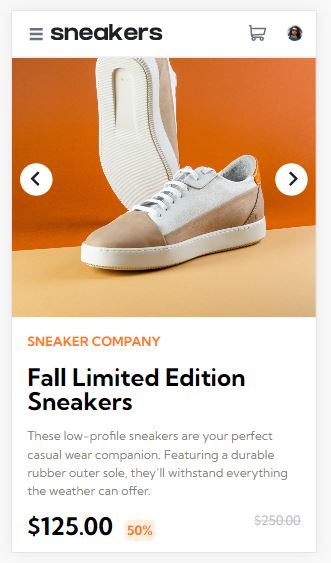 sneakers
SNEAKER COMPANY
Fall Limited Edition
Sneakers
These low-profile sneakers are your perfect
casual wear companion. Featuring a durable
rubber outer sole, they'll withstand everything
the weather can offer.
$125.00 50% $250.00